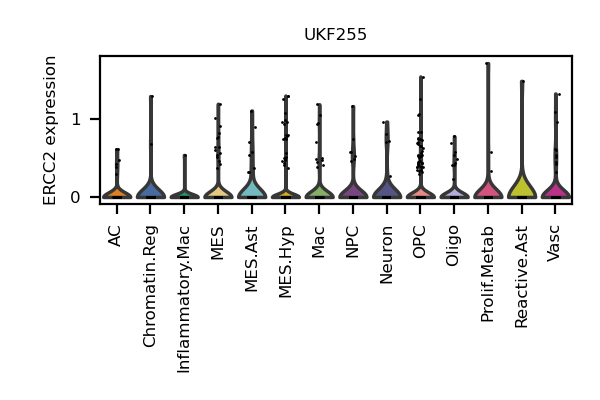 UKF255
ERCC2 expression
1
0
AC
Chromatin.Reg
Inflammatory.Mac
MES
MES.Ast
MES.Hyp
Mac
NPC
Neuron
OPC
Oligo
Prolif.Metab
Reactive.Ast
Vasc